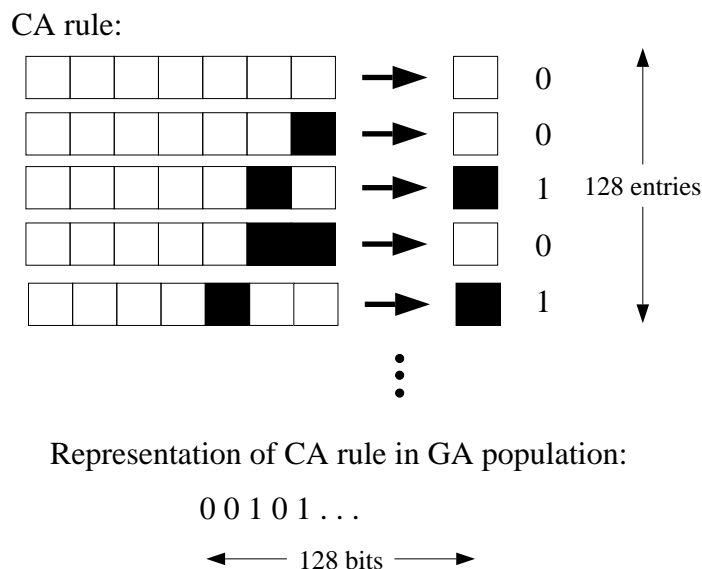 CA rule:
0
0
1
128 entries
0
1
Representation of CA rule in GA population:
0 0 1 0 1 . . .
128 bits